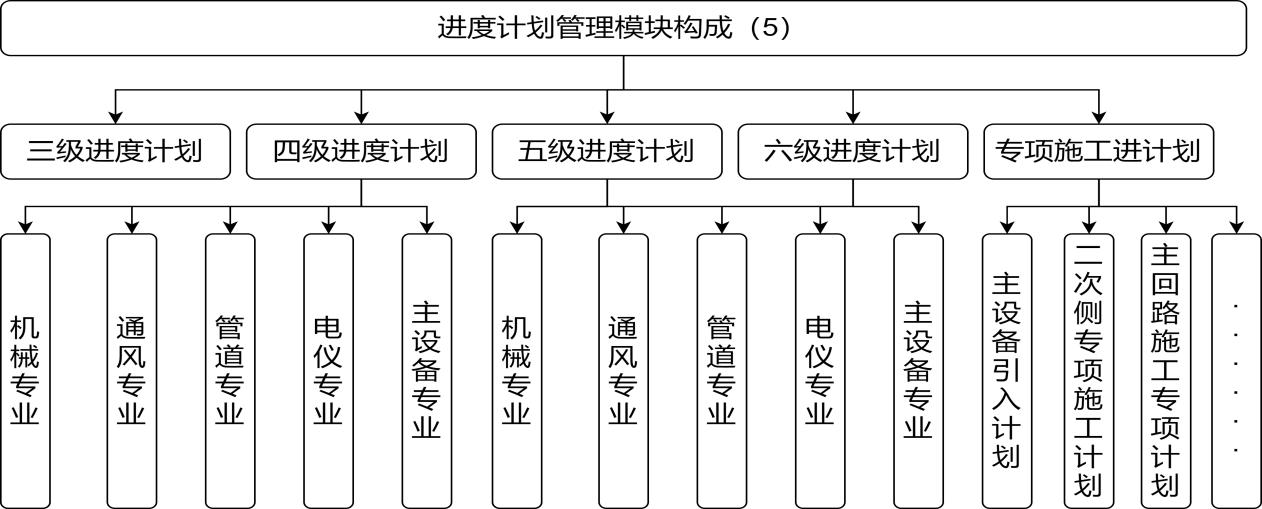 进度计划管理模块构成（5）
三级进度计划
四级进度计划
五级进度计划
六级进度计划
专项施工进计划
机械专业
通风专业
管道专业
电仪专业
主设备专业
机械专业
通风专业
管道专业
电仪专业
主设备专业
主设备引入计划
二次侧专项施工计划
主回路施工专项计划
......